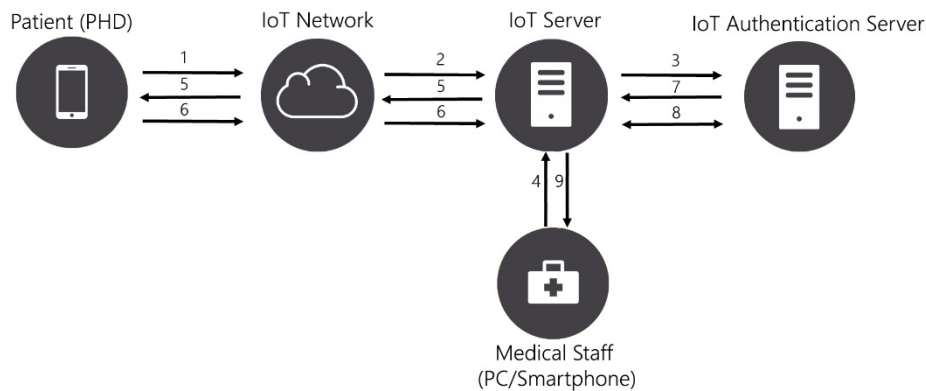 Patient (PHD)
IoT Network
IoT Server
IoT Authentication Server
1
5
6
2
5
6
3
7
8
4
9
Medical Staff
(PC/Smartphone)